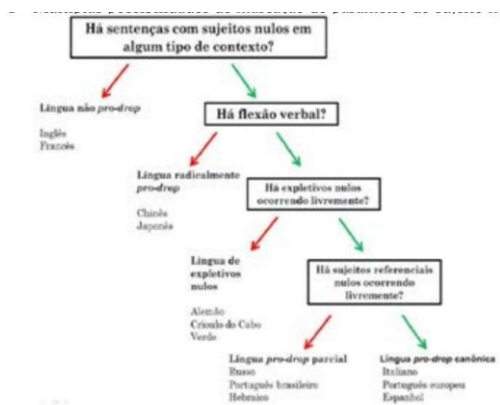 Há sentenças com sujeitos nulos em
algum tipo de contexto?
Língua não pro-drop
Inglês
Francês
Há flexão verbal?
Língua radicalmente
pro-drop
Chinês
Japonês
Há expletivos nulos
ocorrendo livremente?
Língua de
expletivos
nulos
Alemão
Crioulo do Cabo
Verde
Há sujeitos referenciais
nulos ocorrendo
livremente?
Língua pro-drop parcial
Russo
Português brasileiro
Hebraico
Língua pro-drop canônica
Italiano
Português europeu
Espanhol